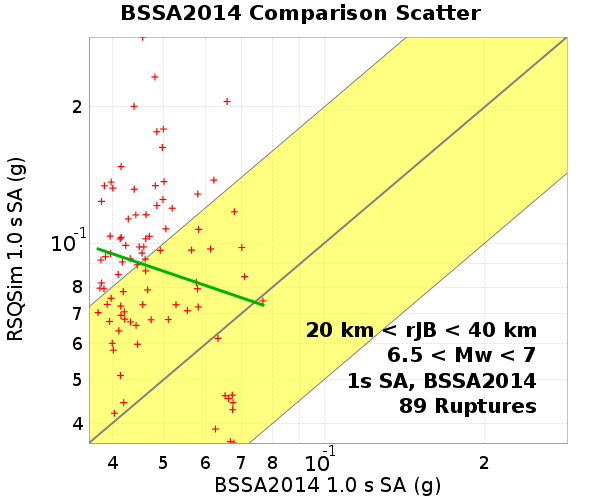 BSSA2014 Comparison Scatter
RSQSim 1.0 s SA (g)
2
10⁻¹
8
7
6
5
4
20 km < rJB < 40 km
6.5 < Mw < 7
1s SA, BSSA2014
89 Ruptures
4 5 6 7 8 10⁻¹ 2
BSSA2014 1.0 s SA (g)